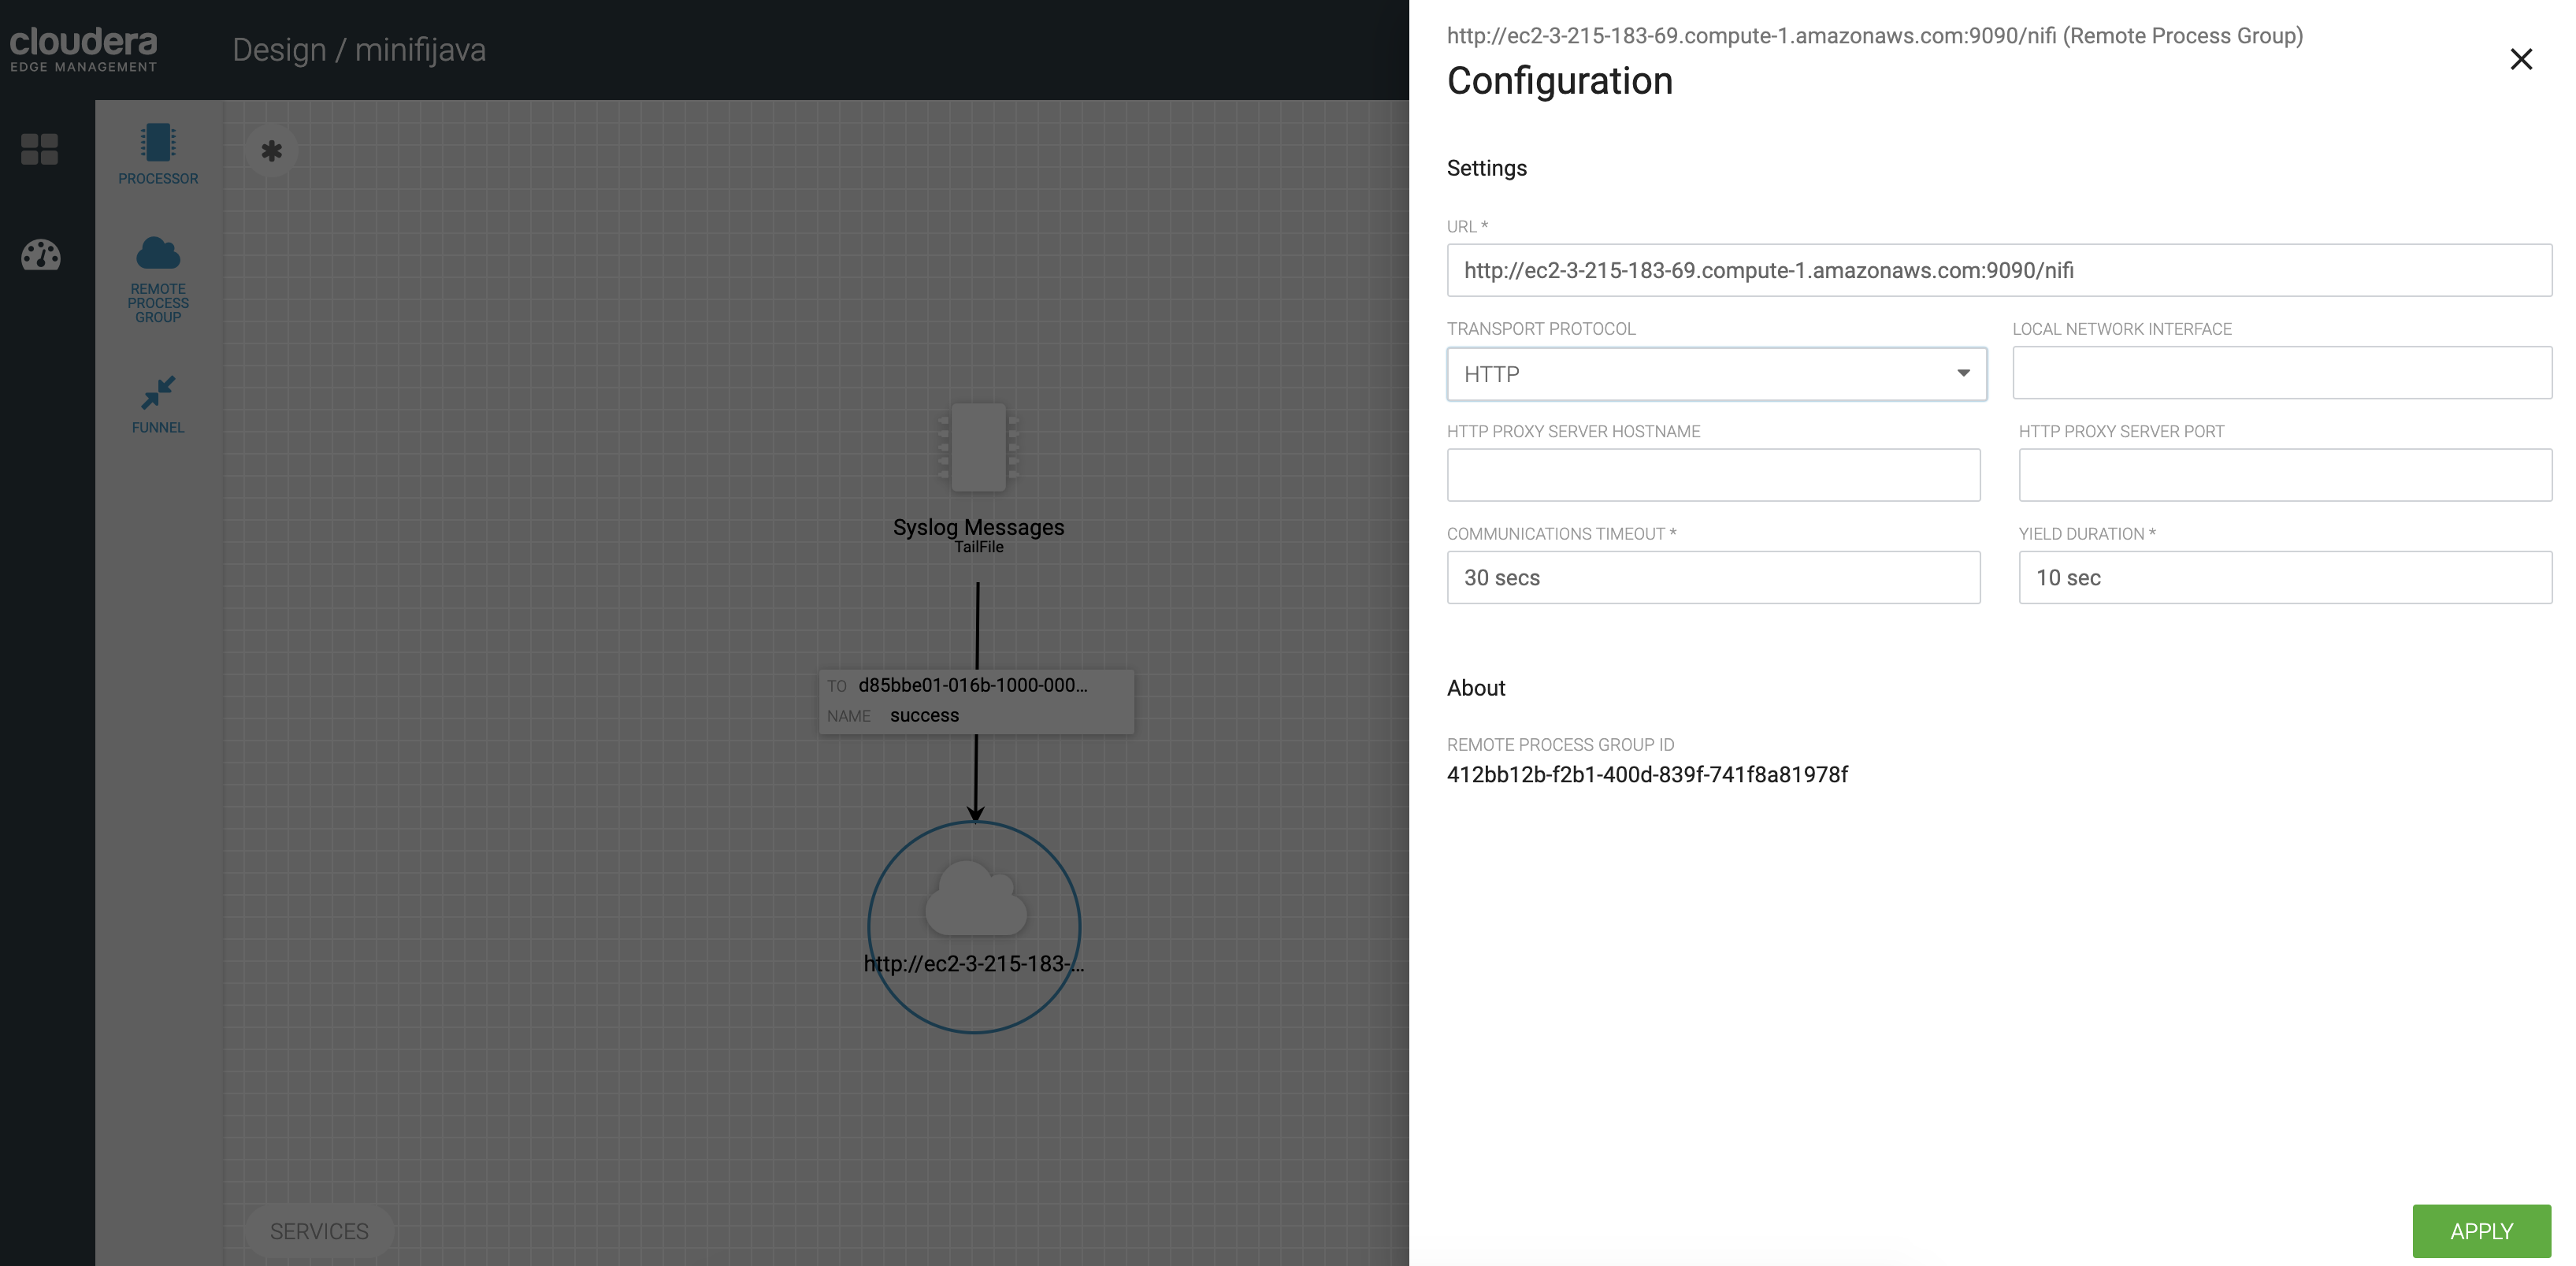 cloudera
EDGE MANAGEMENT
Design / minifijava
PROCESSOR
REMOTE
PROCESS
GROUP
FUNNEL
Syslog Messages
TailFile
TO d85bbe01-016b-1000-000...
NAME success
http://ec2-3-215-183-...
SERVICES
http://ec2-3-215-183-69.compute-1.amazonaws.com:9090/nifi (Remote Process Group)
Configuration
Settings
URL *
http://ec2-3-215-183-69.compute-1.amazonaws.com:9090/nifi
TRANSPORT PROTOCOL
HTTP
LOCAL NETWORK INTERFACE
HTTP PROXY SERVER HOSTNAME
HTTP PROXY SERVER PORT
COMMUNICATIONS TIMEOUT *
30 secs
YIELD DURATION *
10 sec
About
REMOTE PROCESS GROUP ID
412bb12b-f2b1-400d-839f-741f8a81978f
APPLY